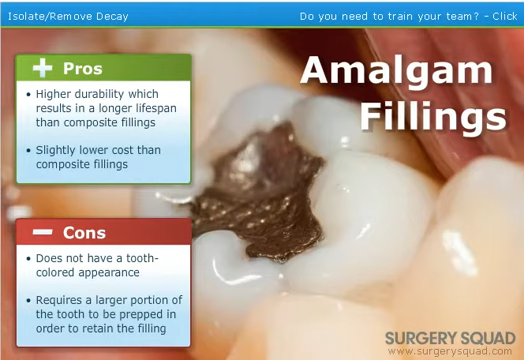 Isolate/Remove Decay
Do you need to train your team? - Click
Amalgam
Fillings
Pros
• Higher durability which
results in a longer lifespan
than composite fillings
• Slightly lower cost than
composite fillings
Cons
• Does not have a tooth-
colored appearance
• Requires a larger portion of
the tooth to be prepped in
order to retain the filling
SURGERY SQUAD
www.surgerysquad.com